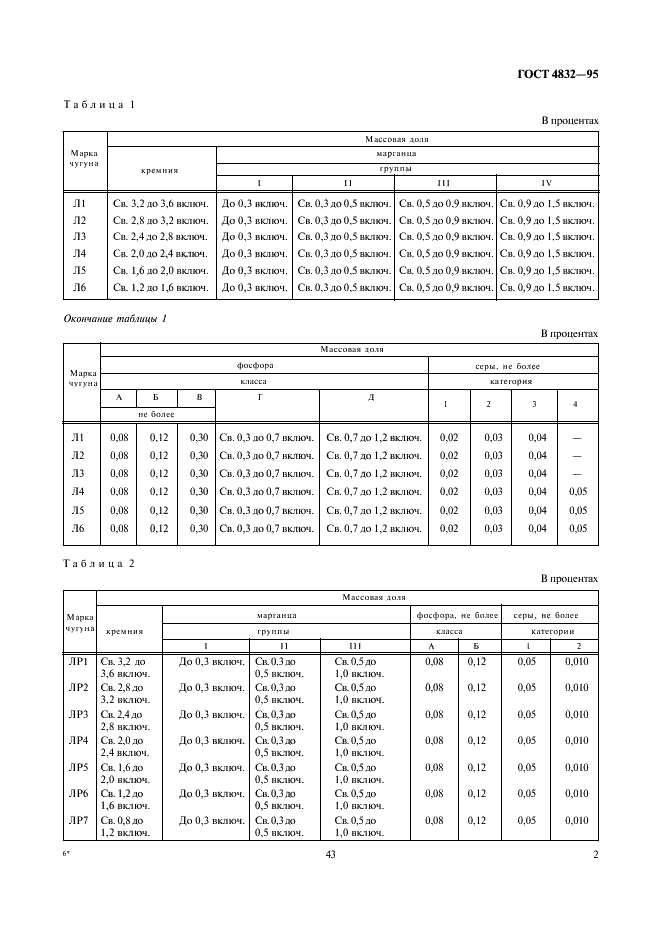 ГОСТ 4832—95
Таблица 1
В процентах
Марка чугуна
Массовая доля
кремния
марганца
группы
I II III IV
Л1 Св. 3,2 до 3,6 включ. До 0,3 включ. Св. 0,3 до 0,5 включ. Св. 0,5 до 0,9 включ. Св. 0,9 до 1,5 включ.
Л2 Св. 2,8 до 3,2 включ. До 0,3 включ. Св. 0,3 до 0,5 включ. Св. 0,5 до 0,9 включ. Св. 0,9 до 1,5 включ.
Л3 Св. 2,4 до 2,8 включ. До 0,3 включ. Св. 0,3 до 0,5 включ. Св. 0,5 до 0,9 включ. Св. 0,9 до 1,5 включ.
Л4 Св. 2,0 до 2,4 включ. До 0,3 включ. Св. 0,3 до 0,5 включ. Св. 0,5 до 0,9 включ. Св. 0,9 до 1,5 включ.
Л5 Св. 1,6 до 2,0 включ. До 0,3 включ. Св. 0,3 до 0,5 включ. Св. 0,5 до 0,9 включ. Св. 0,9 до 1,5 включ.
Л6 Св. 1,2 до 1,6 включ. До 0,3 включ. Св. 0,3 до 0,5 включ. Св. 0,5 до 0,9 включ. Св. 0,9 до 1,5 включ.
Окончание таблицы 1
В процентах
Марка чугуна
Массовая доля
фосфора серы, не более
класса категория
А Б В Г Д 1 2 3 4
не более
Л1 0,08 0,12 0,30 Св. 0,3 до 0,7 включ. Св. 0,7 до 1,2 включ. 0,02 0,03 0,04 —
Л2 0,08 0,12 0,30 Св. 0,3 до 0,7 включ. Св. 0,7 до 1,2 включ. 0,02 0,03 0,04 —
Л3 0,08 0,12 0,30 Св. 0,3 до 0,7 включ. Св. 0,7 до 1,2 включ. 0,02 0,03 0,04 —
Л4 0,08 0,12 0,30 Св. 0,3 до 0,7 включ. Св. 0,7 до 1,2 включ. 0,02 0,03 0,04 0,05
Л5 0,08 0,12 0,30 Св. 0,3 до 0,7 включ. Св. 0,7 до 1,2 включ. 0,02 0,03 0,04 0,05
Л6 0,08 0,12 0,30 Св. 0,3 до 0,7 включ. Св. 0,7 до 1,2 включ. 0,02 0,03 0,04 0,05
Таблица 2
В процентах
Марка чугуна
Массовая доля
кремния
марганца фосфора, не более серы, не более
группы класса категории
I II III А Б 1 2
ЛР1 Св. 3,2 до До 0,3 включ. Св. 0,3 до Св. 0,5 до 0,08 0,12 0,05 0,010
3,6 включ. 0,5 включ. 1,0 включ.
ЛР2 Св. 2,8 до До 0,3 включ. Св. 0,3 до Св. 0,5 до 0,08 0,12 0,05 0,010
3,2 включ. 0,5 включ. 1,0 включ.
ЛР3 Св. 2,4 до До 0,3 включ. Св. 0,3 до Св. 0,5 до 0,08 0,12 0,05 0,010
2,8 включ. 0,5 включ. 1,0 включ.
ЛР4 Св. 2,0 до До 0,3 включ. Св. 0,3 до Св. 0,5 до 0,08 0,12 0,05 0,010
2,4 включ. 0,5 включ. 1,0 включ.
ЛР5 Св. 1,6 до До 0,3 включ. Св. 0,3 до Св. 0,5 до 0,08 0,12 0,05 0,010
2,0 включ. 0,5 включ. 1,0 включ.
ЛР6 Св. 1,2 до До 0,3 включ. Св. 0,3 до Св. 0,5 до 0,08 0,12 0,05 0,010
1,6 включ. 0,5 включ. 1,0 включ.
ЛР7 Св. 0,8 до До 0,3 включ. Св. 0,3 до Св. 0,5 до 0,08 0,12 0,05 0,010
1,2 включ. 0,5 включ. 1,0 включ.
6* 43 2